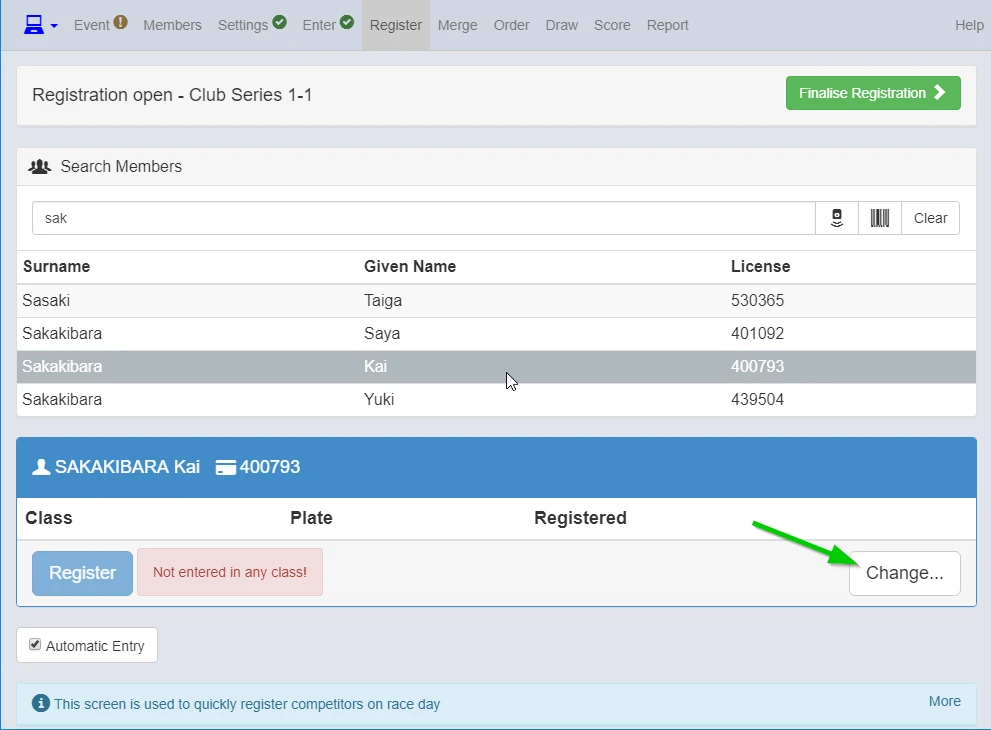 Event Members Settings Enter Register Merge Order Draw Score Report Help
Registration open - Club Series 1-1 Finalise Registration
Search Members
sak Clear
Surname Given Name License
Sasaki Taiga 530365
Sakakibara Saya 401092
Sakakibara Kai 400793
Sakakibara Yuki 439504
SAKAKIBARA Kai 400793
Class Plate Registered
Register Not entered in any class! Change...
Automatic Entry
This screen is used to quickly register competitors on race day More